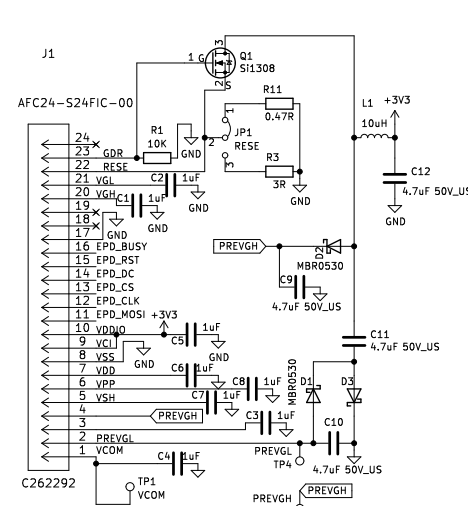 J1
AFC24-S24FIC-00
3
1 G
Q1
Si1308
2 S
R11
0.47R
1
JP1
2
RESE
3
R3
3R
GND
L1
10uH
+3V3
C12
4.7uF 50V_US
GND
R1
10K
GND
24
23 GDR
22 RESE
21 VGL
20 VGH
19
18
17
16 EPD_BUSY
15 EPD_RST
14 EPD_DC
13 EPD_CS
12 EPD_CLK
11 EPD_MOSI
10 VDDIO
9 VCI
8 VSS
7 VDD
6 VPP
5 VSH
4
3
2 PREVGL
1 VCOM
C262292
C2 1uF
GND
C1 1uF
GND
GND
+3V3
C5 1uF
GND
GND
C6 1uF
C8 1uF
C7 1uF
PREVGH
C3 1uF
C4 1uF
TP1
VCOM
PREVGH
D2
MBR0530
C9
4.7uF 50V_US
C11
4.7uF 50V_US
MBR0530
D1
D3
C10
4.7uF 50V_US
PREVGL
TP4
PREVGH
PREVGH